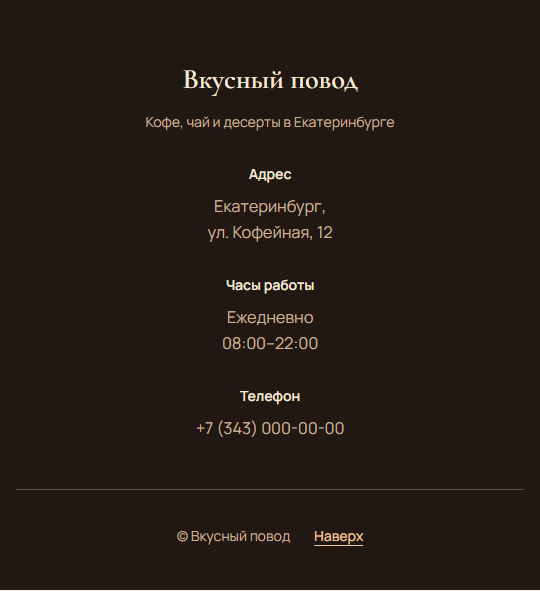 Вкусный повод
Кофе, чай и десерты в Екатеринбурге
Адрес
Екатеринбург,
ул. Кофейная, 12
Часы работы
Ежедневно
08:00–22:00
Телефон
+7 (343) 000-00-00
© Вкусный повод Наверх